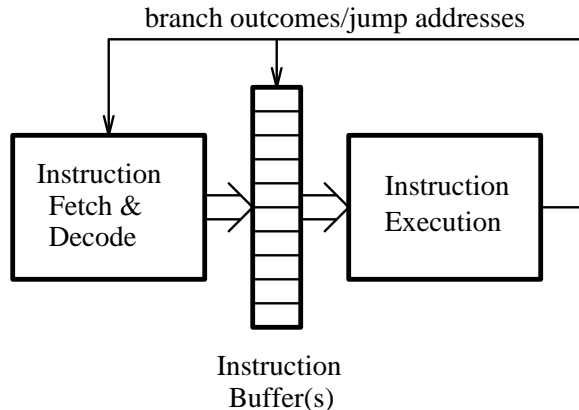 branch outcomes/jump addresses
Instruction
Fetch &
Decode
Instruction
Execution
Instruction
Buffer(s)